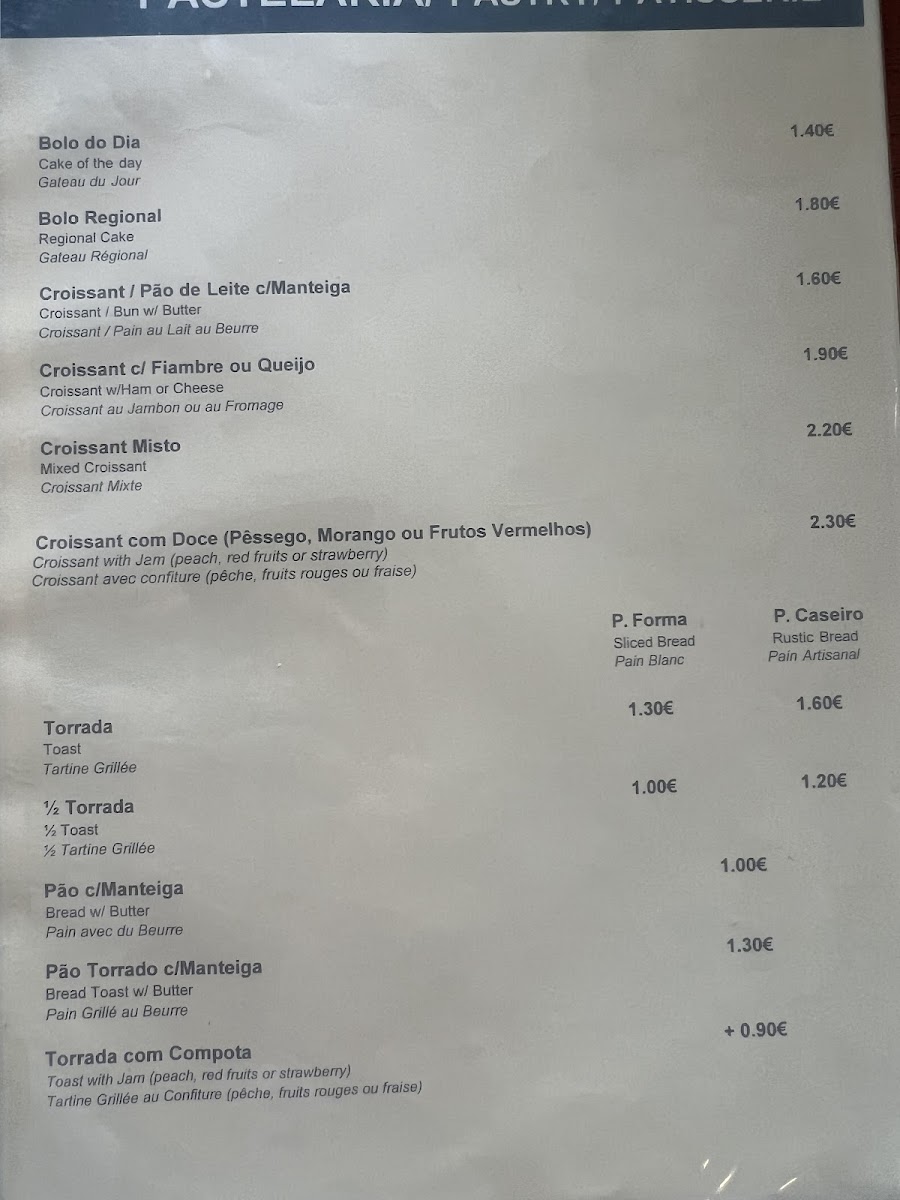 PASTELARIA/ PASTRY/ PATISSERIE
Bolo do Dia 1.40€
Cake of the day
Gateau du Jour
Bolo Regional 1.80€
Regional Cake
Gateau Régional
Croissant / Pão de Leite c/Manteiga 1.60€
Croissant / Bun w/ Butter
Croissant / Pain au Lait au Beurre
Croissant c/ Fiambre ou Queijo 1.90€
Croissant w/Ham or Cheese
Croissant au Jambon ou au Fromage
Croissant Misto 2.20€
Mixed Croissant
Croissant Mixte
Croissant com Doce (Pêssego, Morango ou Frutos Vermelhos) 2.30€
Croissant with Jam (peach, red fruits or strawberry)
Croissant avec confiture (pêche, fruits rouges ou fraise)
P. Forma P. Caseiro
Sliced Bread Rustic Bread
Pain Blanc Pain Artisanal
Torrada 1.30€ 1.60€
Toast
Tartine Grillée
½ Torrada 1.00€ 1.20€
½ Toast
½ Tartine Grillée
Pão c/Manteiga 1.00€
Bread w/ Butter
Pain avec du Beurre
Pão Torrado c/Manteiga 1.30€
Bread Toast w/ Butter
Pain Grillé au Beurre
Torrada com Compota + 0.90€
Toast with Jam (peach, red fruits or strawberry)
Tartine Grillée au Confiture (pêche, fruits rouges ou fraise)